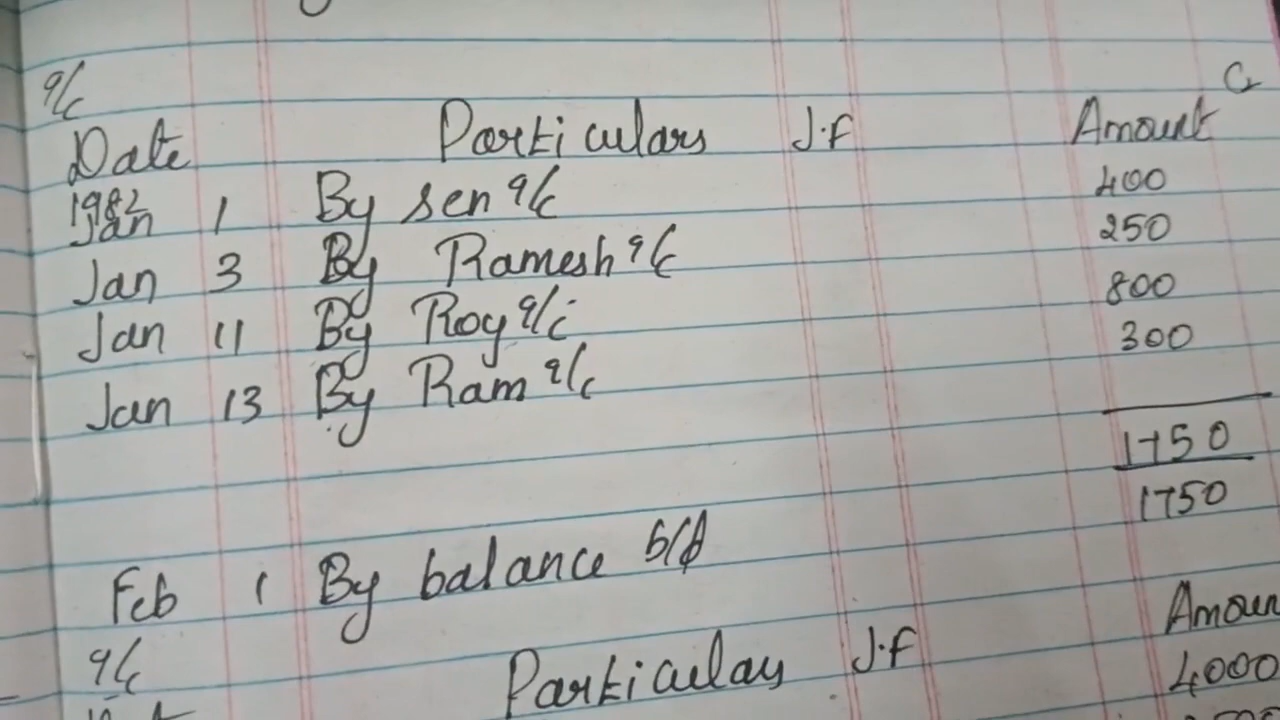 a/c Cr
Date Particulars J.F Amount
1982
Jan 1 By sen a/c 400
Jan 3 By Ramesh a/c 250
Jan 11 By Roy a/c 800
Jan 13 By Ram a/c 300
1750
Feb 1 By balance b/d 1750
a/c
Particulars J.F Amoun
4000